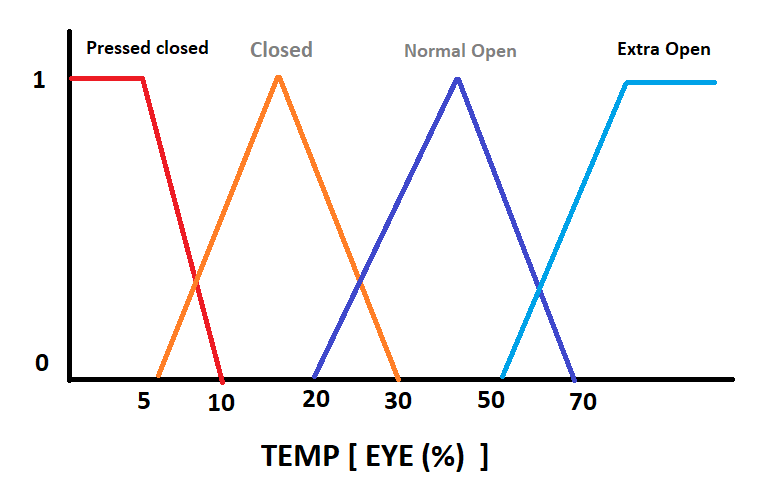 Pressed closed Closed Normal Open Extra Open
1
0
5 10 20 30 50 70
TEMP [ EYE (%) ]